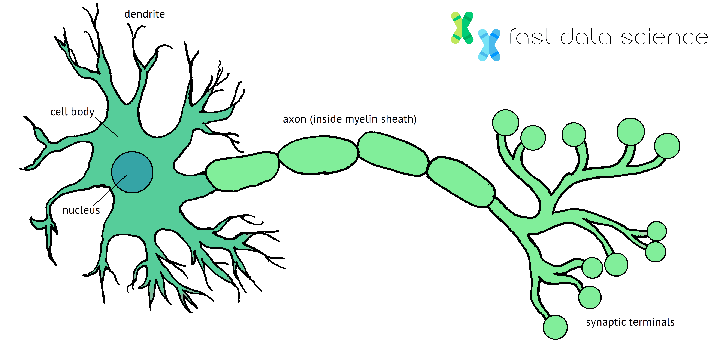 dendrite
fast data science
cell body
axon (inside myelin sheath)
nucleus
synaptic terminals